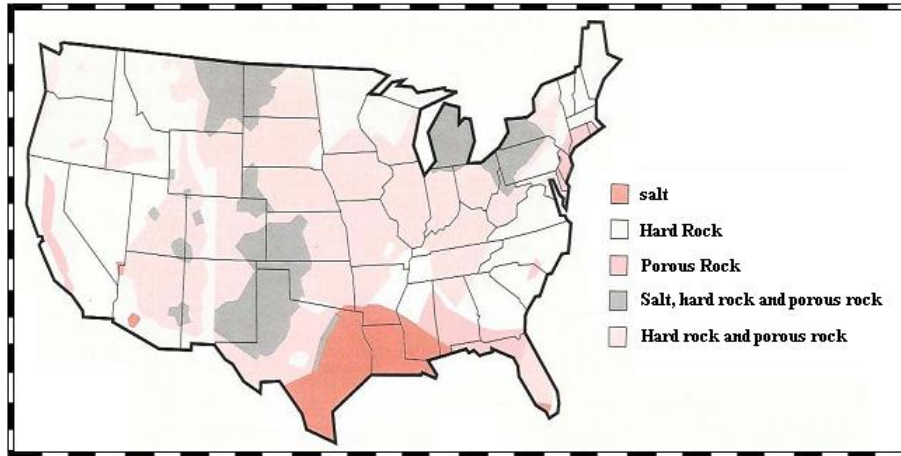 salt
Hard Rock
Porous Rock
Salt, hard rock and porous rock
Hard rock and porous rock